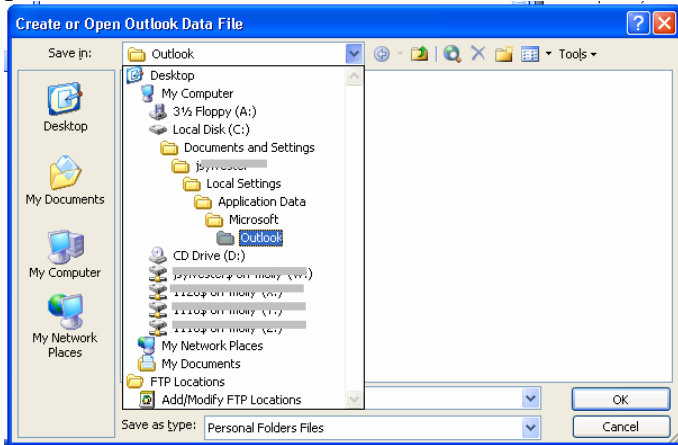 Create or Open Outlook Data File
Save in:
Outlook
Tools
Desktop
My Computer
3½ Floppy (A:)
Local Disk (C:)
Documents and Settings
Local Settings
Application Data
Microsoft
Outlook
CD Drive (D:)
My Network Places
My Documents
FTP Locations
Add/Modify FTP Locations
Desktop
My Documents
My Computer
My Network
Places
OK
Save as type:
Personal Folders Files
Cancel